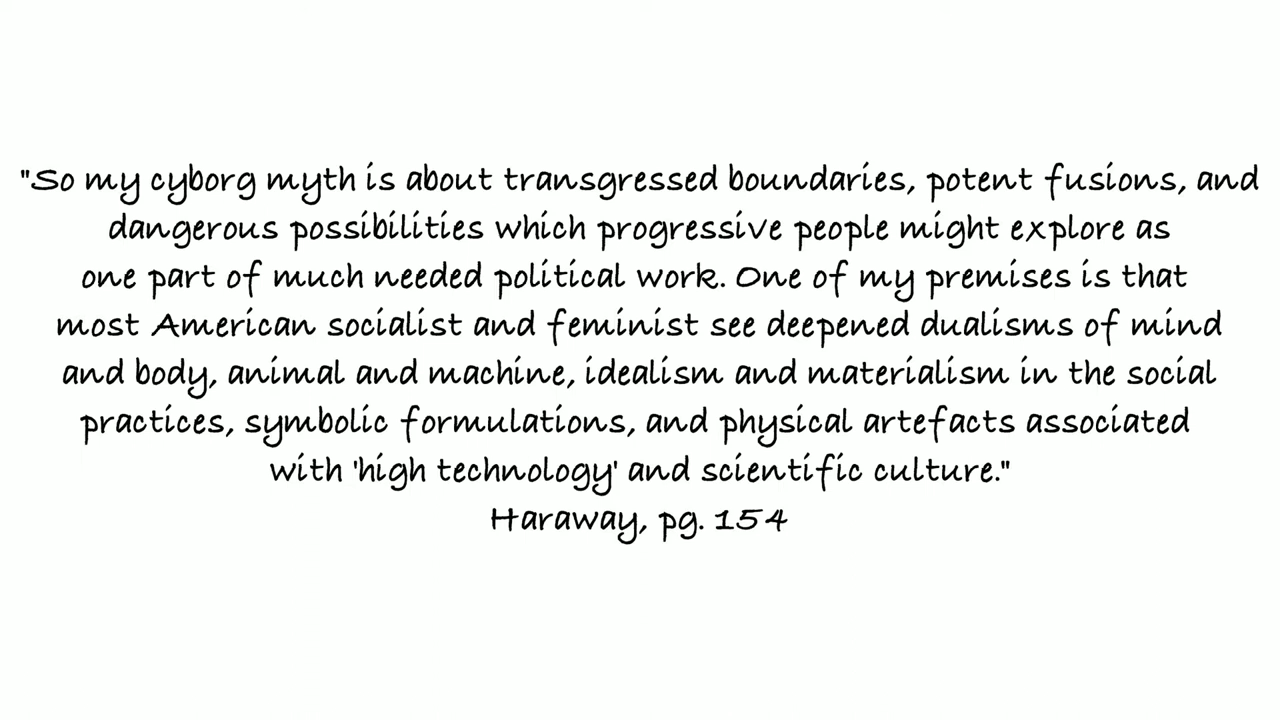 "So my cyborg myth is about transgressed boundaries, potent fusions, and
dangerous possibilities which progressive people might explore as
one part of much needed political work. One of my premises is that
most American socialist and feminist see deepened dualisms of mind
and body, animal and machine, idealism and materialism in the social
practices, symbolic formulations, and physical artefacts associated
with 'high technology' and scientific culture."
Haraway, pg. 154